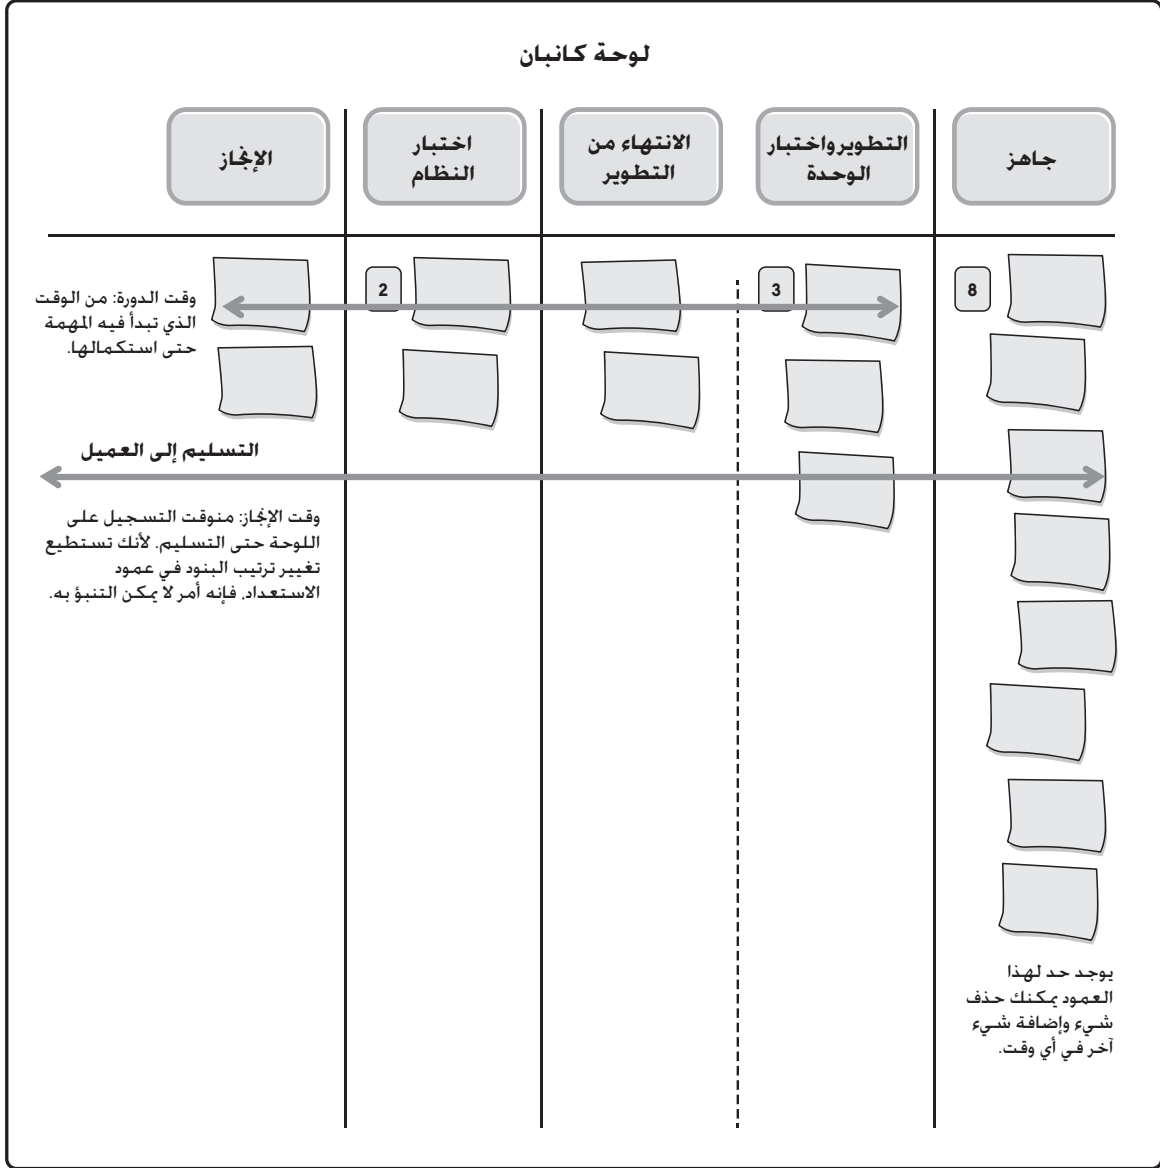 لوحة كانبان
جاهز
التطويرواختبار
الوحدة
الانتهاء من
التطوير
اختبار
النظام
الإنجاز
8
3
2
وقت الدورة: من الوقت
الذي تبدأ فيه المهمة
حتى استكمالها.
التسليم إلى العميل
وقت الإنجاز: منوقت التسجيل على
اللوحة حتى التسليم. لأنك تستطيع
تغيير ترتيب البنود في عمود
الاستعداد، فإنه أمر لا يمكن التنبؤ به.
يوجد حد لهذا
العمود يمكنك حذف
شيء وإضافة شيء
آخر في أي وقت.